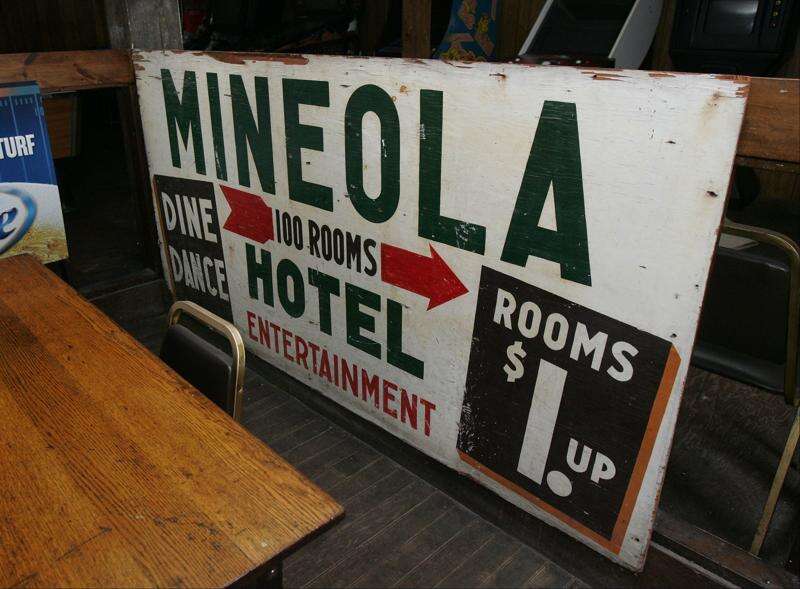 MINEOLA
DINE
DANCE
100 ROOMS
HOTEL
ENTERTAINMENT
ROOMS
$1. UP
TURF